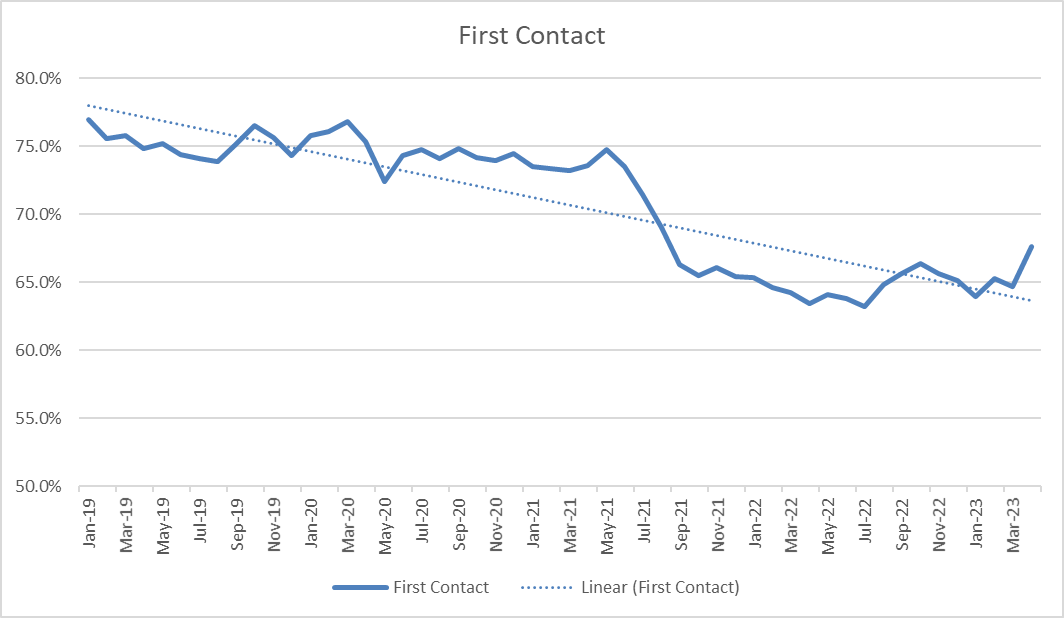 First Contact
80.0%
75.0%
70.0%
65.0%
60.0%
55.0%
50.0%
Jan-19
Mar-19
May-19
Jul-19
Sep-19
Nov-19
Jan-20
Mar-20
May-20
Jul-20
Sep-20
Nov-20
Jan-21
Mar-21
May-21
Jul-21
Sep-21
Nov-21
Jan-22
Mar-22
May-22
Jul-22
Sep-22
Nov-22
Jan-23
Mar-23
First Contact
Linear (First Contact)